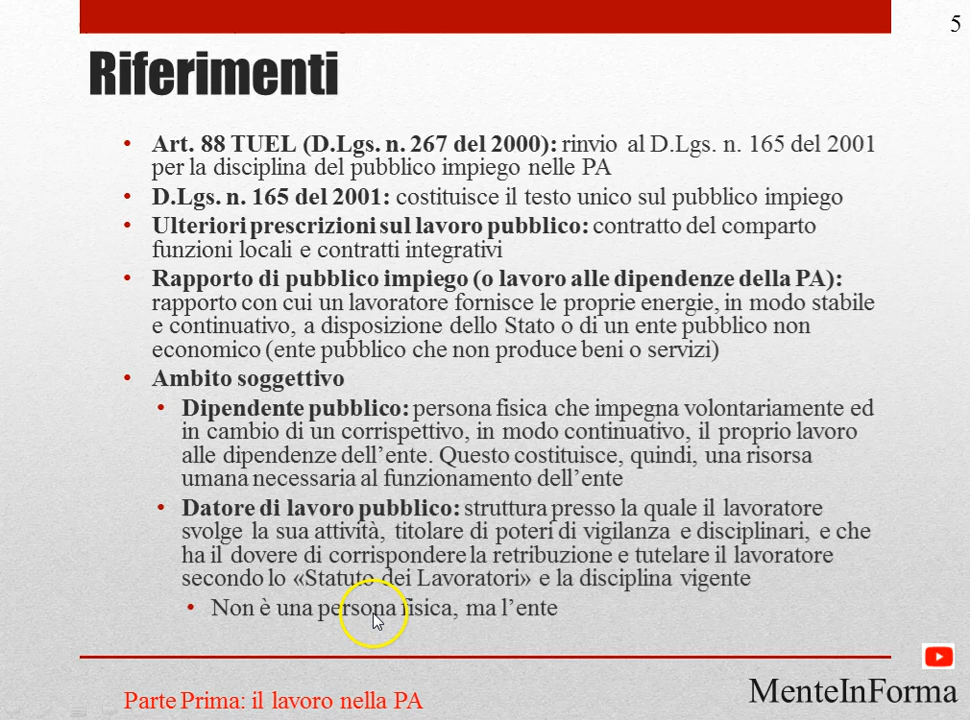 5
Riferimenti
• Art. 88 TUEL (D.Lgs. n. 267 del 2000): rinvio al D.Lgs. n. 165 del 2001
per la disciplina del pubblico impiego nelle PA
• D.Lgs. n. 165 del 2001: costituisce il testo unico sul pubblico impiego
• Ulteriori prescrizioni sul lavoro pubblico: contratto del comparto
funzioni locali e contratti integrativi
• Rapporto di pubblico impiego (o lavoro alle dipendenze della PA):
rapporto con cui un lavoratore fornisce le proprie energie, in modo stabile
e continuativo, a disposizione dello Stato o di un ente pubblico non
economico (ente pubblico che non produce beni o servizi)
• Ambito soggettivo
• Dipendente pubblico: persona fisica che impegna volontariamente ed
in cambio di un corrispettivo, in modo continuativo, il proprio lavoro
alle dipendenze dell’ente. Questo costituisce, quindi, una risorsa
umana necessaria al funzionamento dell’ente
• Datore di lavoro pubblico: struttura presso la quale il lavoratore
svolge la sua attività, titolare di poteri di vigilanza e disciplinari, e che
ha il dovere di corrispondere la retribuzione e tutelare il lavoratore
secondo lo «Statuto dei Lavoratori» e la disciplina vigente
• Non è una persona fisica, ma l’ente
Parte Prima: il lavoro nella PA
MenteInForma